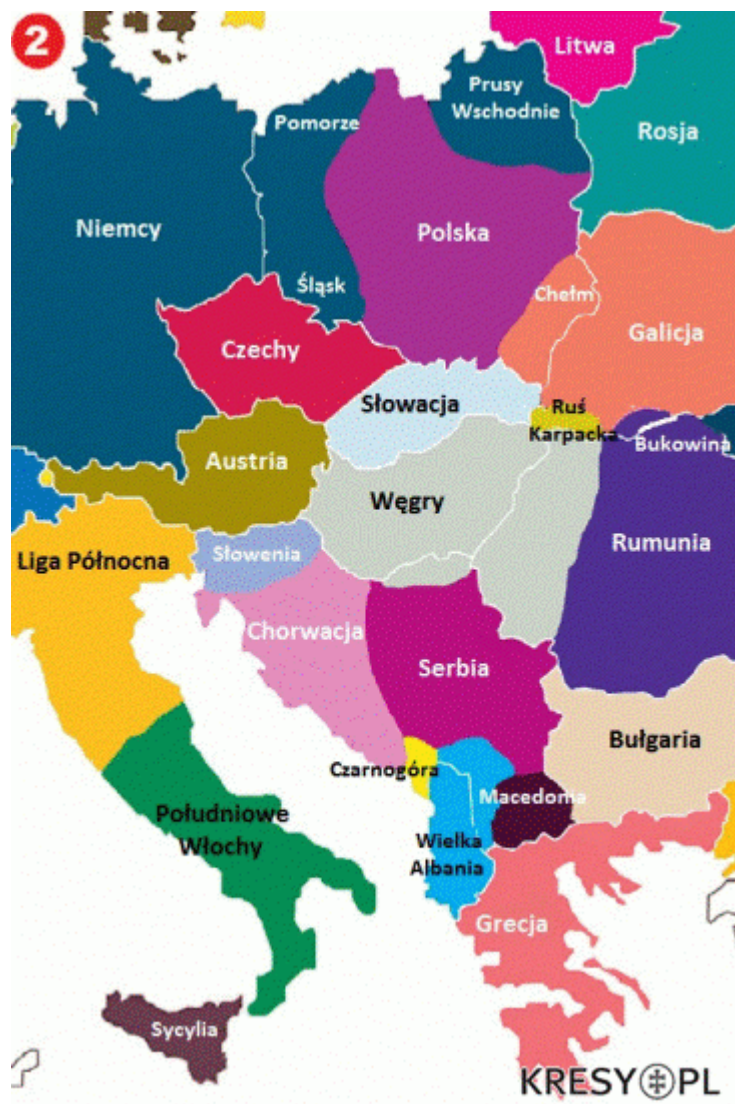 2
Litwa
Prusy
Wschodnie
Pomorze
Rosja
Niemcy
Polska
Śląsk
Chełm
Galicja
Czechy
Słowacja
Ruś
Karpacka
Bukowina
Austria
Węgry
Rumunia
Słowenia
Liga Północna
Chorwacja
Serbia
Bułgaria
Czarnogóra
Macedonia
Południowe
Włochy
Wielka
Albania
Grecja
Sycylia
KRESY PL